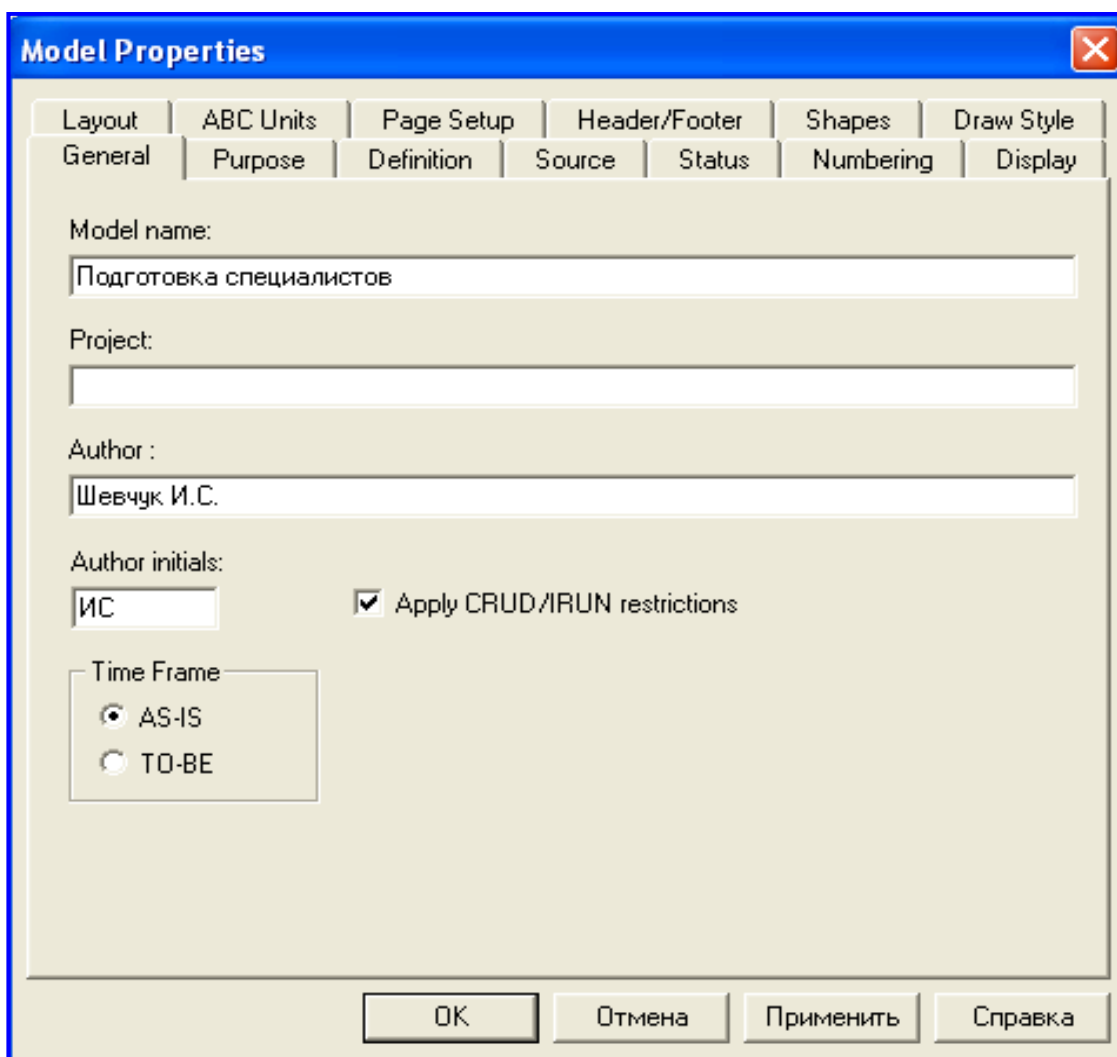 Model Properties
Layout ABC Units Page Setup Header/Footer Shapes Draw Style
General Purpose Definition Source Status Numbering Display
Model name:
Подготовка специалистов
Project:
Author :
Шевчук И.С.
Author initials:
ИС Apply CRUD/IRUN restrictions
Time Frame
AS-IS
TO-BE
OK Отмена Применить Справка